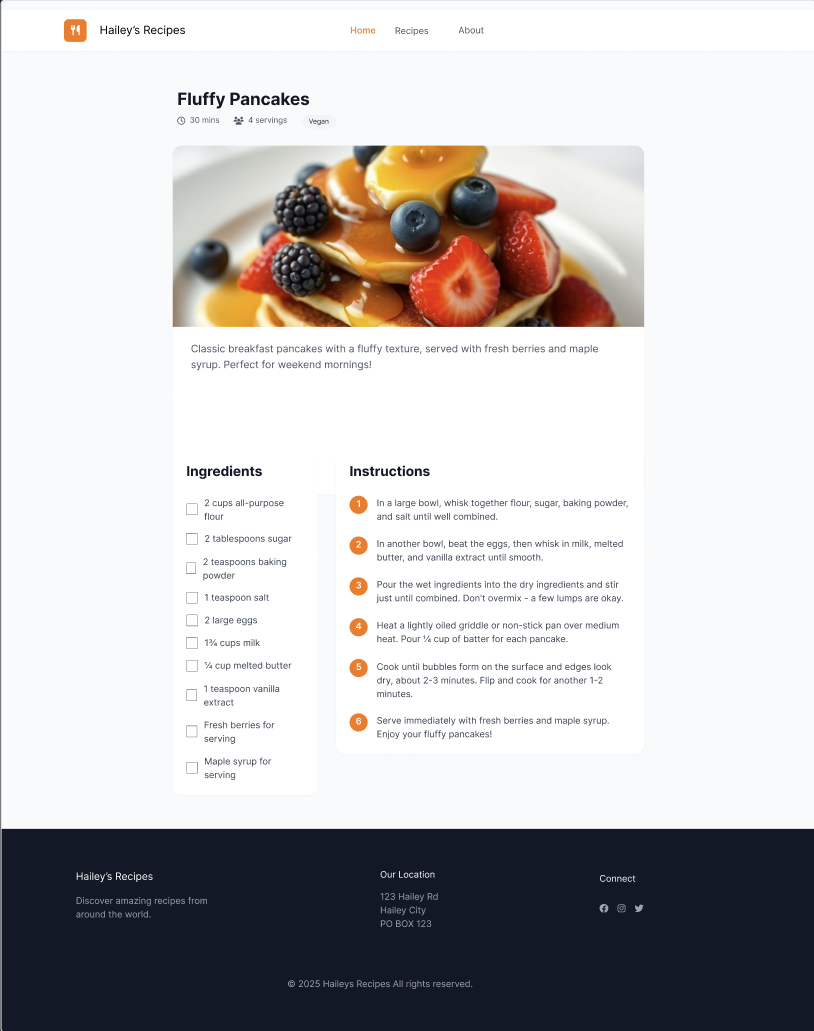 Hailey's Recipes
Home
Recipes
About
Fluffy Pancakes
30 mins
4 servings
Vegan
Classic breakfast pancakes with a fluffy texture, served with fresh berries and maple
syrup. Perfect for weekend mornings!
Ingredients
2 cups all-purpose
flour
2 tablespoons sugar
2 teaspoons baking
powder
1 teaspoon salt
2 large eggs
1¾ cups milk
¼ cup melted butter
1 teaspoon vanilla
extract
Fresh berries for
serving
Maple syrup for
serving
Instructions
1 In a large bowl, whisk together flour, sugar, baking powder,
and salt until well combined.
2 In another bowl, beat the eggs, then whisk in milk, melted
butter, and vanilla extract until smooth.
3 Pour the wet ingredients into the dry ingredients and stir
just until combined. Don't overmix - a few lumps are okay.
4 Heat a lightly oiled griddle or non-stick pan over medium
heat. Pour ¼ cup of batter for each pancake.
5 Cook until bubbles form on the surface and edges look
dry, about 2-3 minutes. Flip and cook for another 1-2
minutes.
6 Serve immediately with fresh berries and maple syrup.
Enjoy your fluffy pancakes!
Hailey's Recipes
Discover amazing recipes from
around the world.
Our Location
123 Hailey Rd
Hailey City
PO BOX 123
Connect
© 2025 Haileys Recipes All rights reserved.